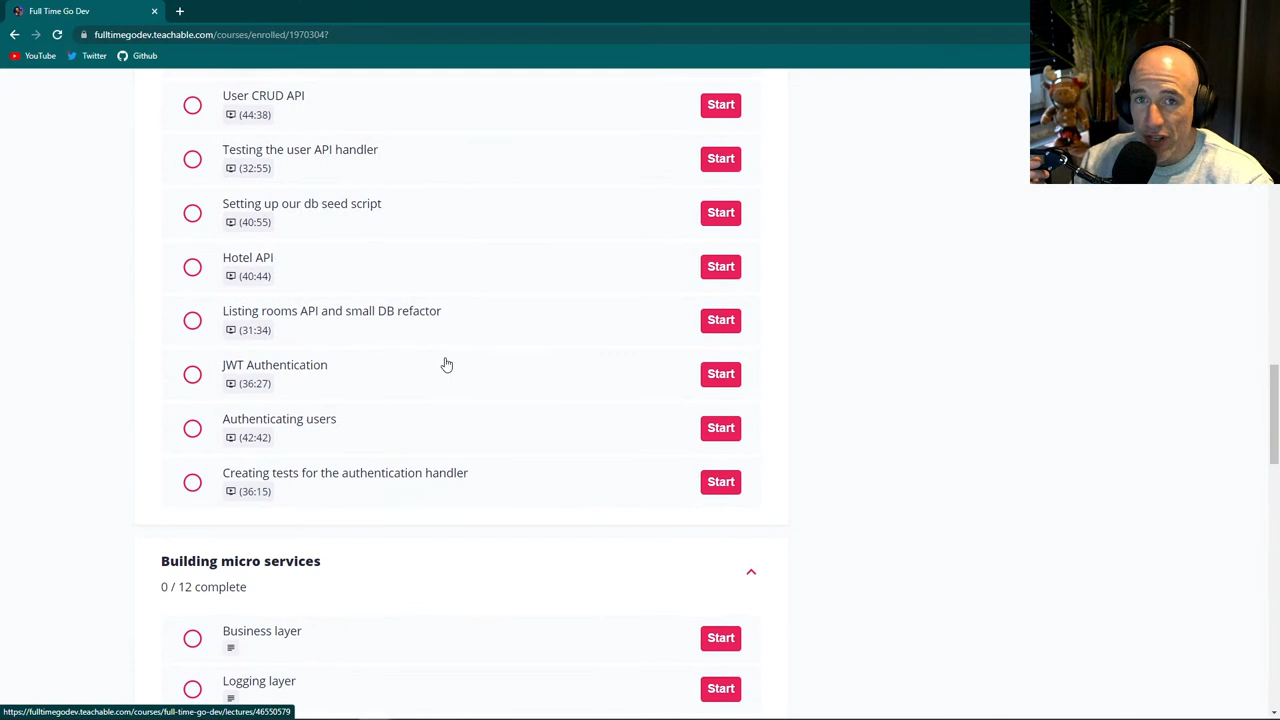 Full Time Go Dev
fulltimegodev.teachable.com/courses/enrolled/1970304?
YouTube Twitter Github
User CRUD API
(44:38)
Start
Testing the user API handler
(32:55)
Start
Setting up our db seed script
(40:55)
Start
Hotel API
(40:44)
Start
Listing rooms API and small DB refactor
(31:34)
Start
JWT Authentication
(36:27)
Start
Authenticating users
(42:42)
Start
Creating tests for the authentication handler
(36:15)
Start
Building micro services
0 / 12 complete
Business layer
Start
Logging layer
Start
https://fulltimegodev.teachable.com/courses/full-time-go-dev/lectures/46550579